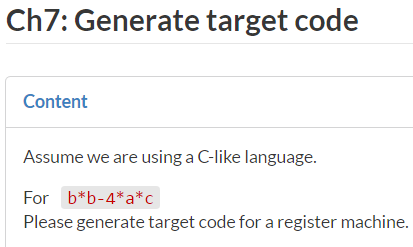 Ch7: Generate target code
Content
Assume we are using a C-like language.
For b*b-4*a*c
Please generate target code for a register machine.